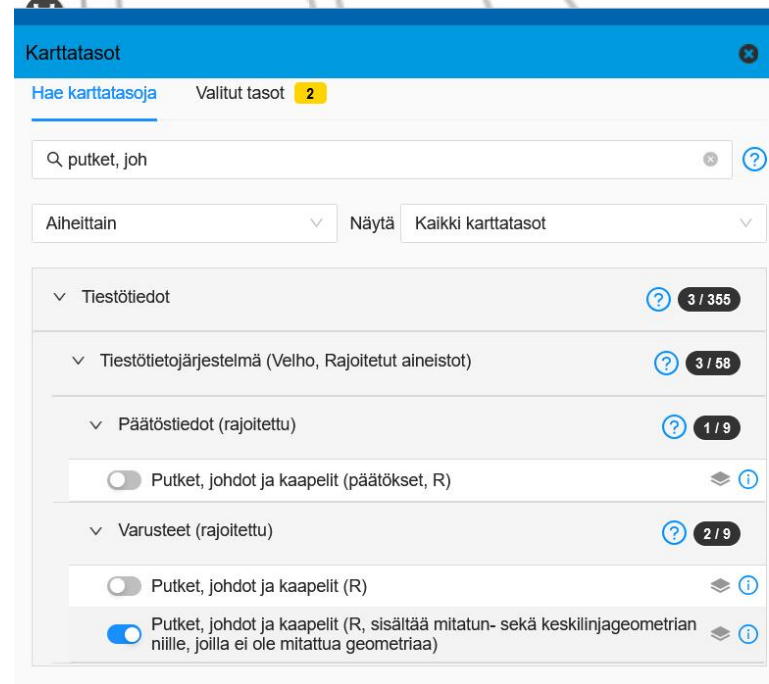 Karttatasot
Hae karttatasoja Valitut tasot 2
putket, joh
Aiheittain Näytä Kaikki karttatasot
Tiestötiedot 3 / 355
Tiestötietojärjestelmä (Velho, Rajoitetut aineistot) 3 / 58
Päätöstiedot (rajoitettu) 1 / 9
Putket, johdot ja kaapelit (päätökset, R)
Varusteet (rajoitettu) 2 / 9
Putket, johdot ja kaapelit (R)
Putket, johdot ja kaapelit (R, sisältää mitatun- sekä keskilinjageometrian
niille, joilla ei ole mitattua geometriaa)